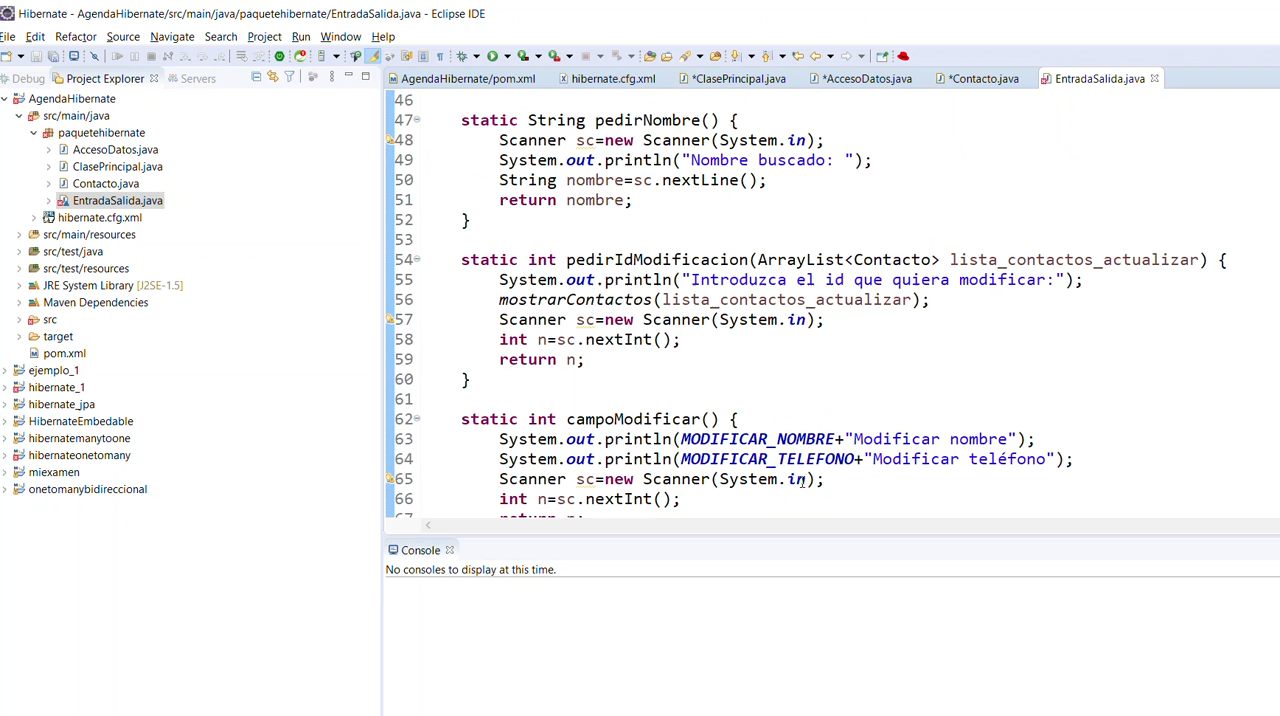 Hibernate - AgendaHibernate/src/main/java/paquetehibernate/EntradaSalida.java - Eclipse IDE
File Edit Refactor Source Navigate Search Project Run Window Help
Debug Project Explorer Servers
AgendaHibernate/pom.xml hibernate.cfg.xml *ClasePrincipal.java *AccesoDatos.java *Contacto.java EntradaSalida.java
AgendaHibernate
src/main/java
paquetehibernate
AccesoDatos.java
ClasePrincipal.java
Contacto.java
EntradaSalida.java
hibernate.cfg.xml
src/main/resources
src/test/java
src/test/resources
JRE System Library [J2SE-1.5]
Maven Dependencies
src
target
pom.xml
ejemplo_1
hibernate_1
hibernate_jpa
HibernateEmbedable
hibernatemanytoone
hibernateonetomany
miexamen
onetomanybidireccional
46
47 static String pedirNombre() {
48 Scanner sc=new Scanner(System.in);
49 System.out.println("Nombre buscado: ");
50 String nombre=sc.nextLine();
51 return nombre;
52 }
53
54 static int pedirIdModificacion(ArrayList<Contacto> lista_contactos_actualizar) {
55 System.out.println("Introduzca el id que quiera modificar:");
56 mostrarContactos(lista_contactos_actualizar);
57 Scanner sc=new Scanner(System.in);
58 int n=sc.nextInt();
59 return n;
60 }
61
62 static int campoModificar() {
63 System.out.println(MODIFICAR_NOMBRE+"Modificar nombre");
64 System.out.println(MODIFICAR_TELEFONO+"Modificar teléfono");
65 Scanner sc=new Scanner(System.in);
66 int n=sc.nextInt();
67 return n;
Console
No consoles to display at this time.